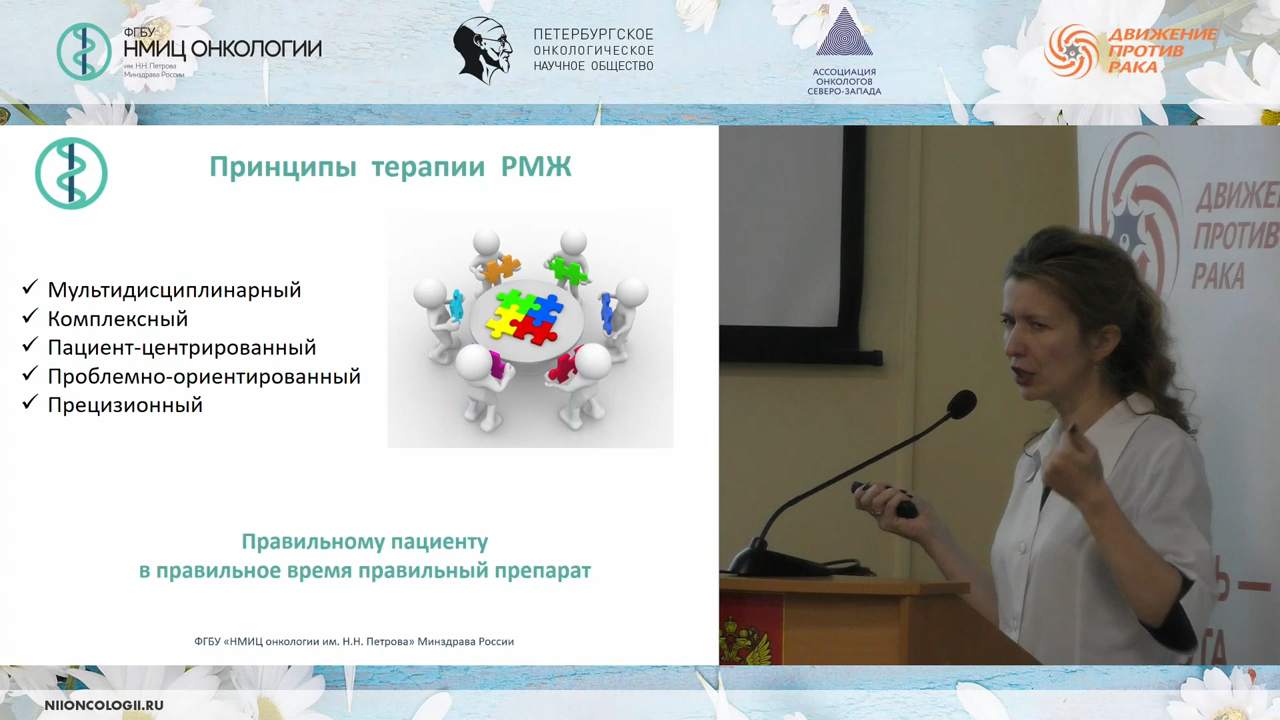 ФГБУ
НМИЦ ОНКОЛОГИИ
им. Н.Н. Петрова
Минздрава России
ПЕТЕРБУРГСКОЕ
ОНКОЛОГИЧЕСКОЕ
НАУЧНОЕ ОБЩЕСТВО
АССОЦИАЦИЯ
ОНКОЛОГОВ
СЕВЕРО-ЗАПАДА
ДВИЖЕНИЕ
ПРОТИВ
РАКА
Принципы терапии РМЖ
Мультидисциплинарный
Комплексный
Пациент-центрированный
Проблемно-ориентированный
Прецизионный
Правильному пациенту
в правильное время правильный препарат
ФГБУ «НМИЦ онкологии им. Н.Н. Петрова» Минздрава России
ДВИЖЕ
ПРОТИВ
РАКА
NIIONCOLOGII.RU